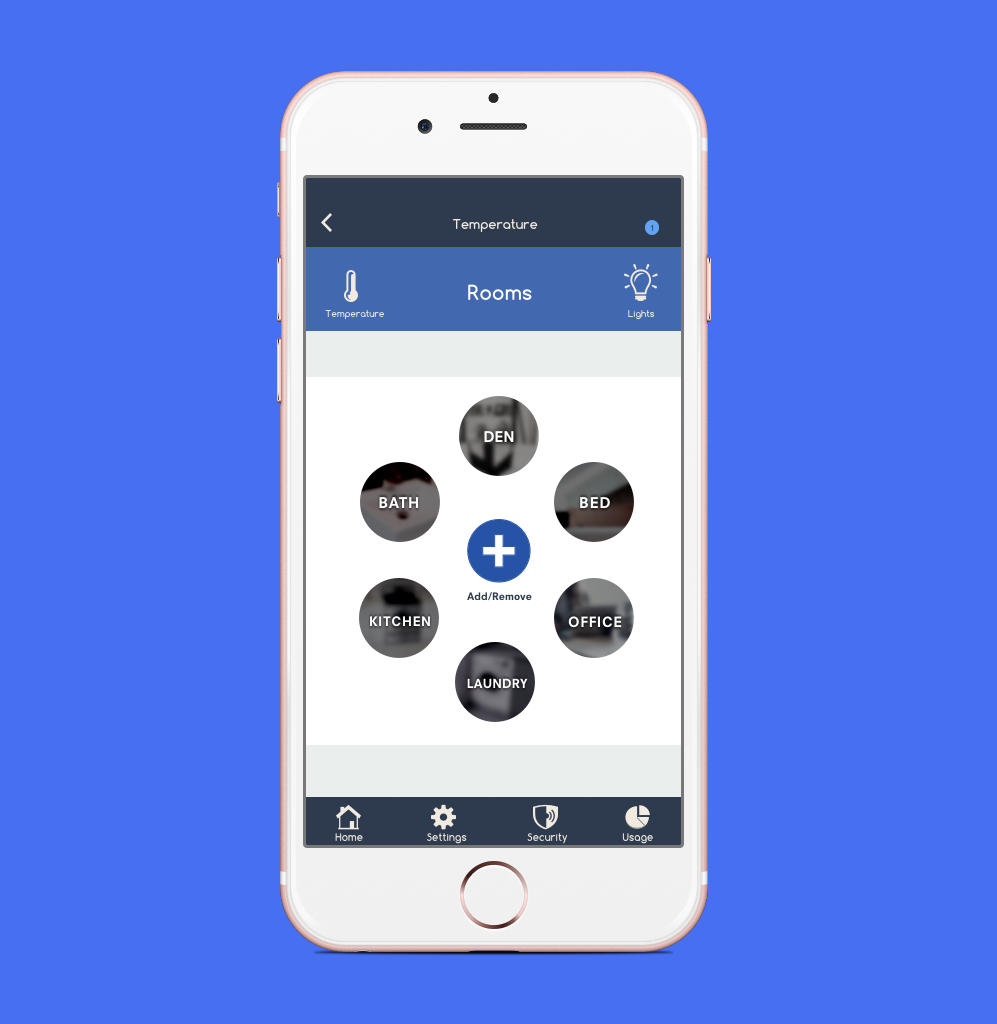 Temperature
1
Rooms
Temperature
Lights
DEN
BATH
BED
Add/Remove
KITCHEN
OFFICE
LAUNDRY
Home
Settings
Security
Usage